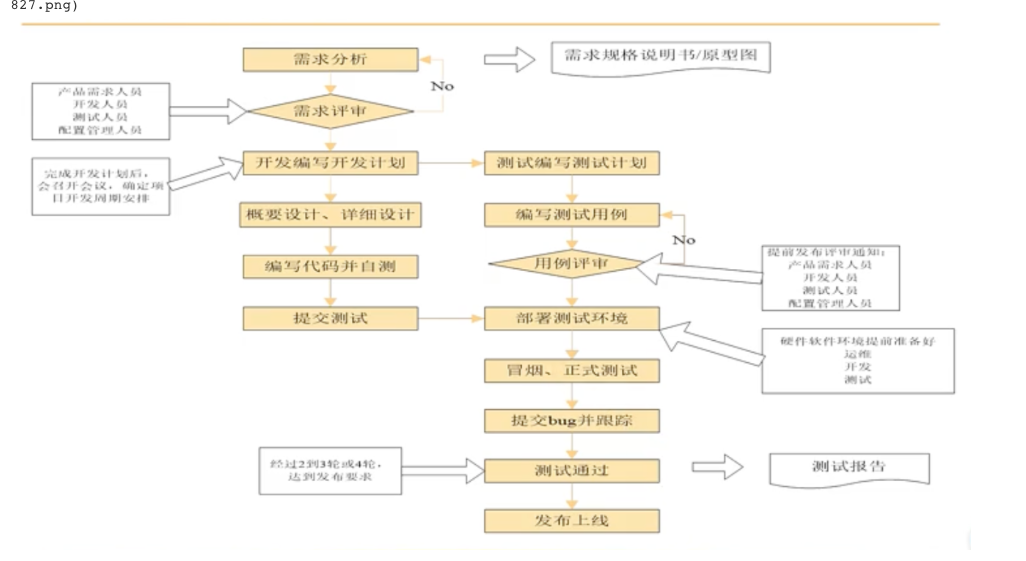 827.png)
需求分析
需求规格说明书/原型图
No
产品需求人员
开发人员
测试人员
配置管理人员
需求评审
开发编写开发计划
测试编写测试计划
完成开发计划后，
会召开会议，确定项
目开发周期安排
概要设计、详细设计
编写测试用例
No
编写代码并自测
用例评审
提前发布评审通知：
产品需求人员
开发人员
测试人员
配置管理人员
提交测试
部署测试环境
硬件软件环境提前准备好
运维
开发
测试
冒烟、正式测试
提交bug并跟踪
经过2到3轮或4轮，
达到发布要求
测试通过
测试报告
发布上线